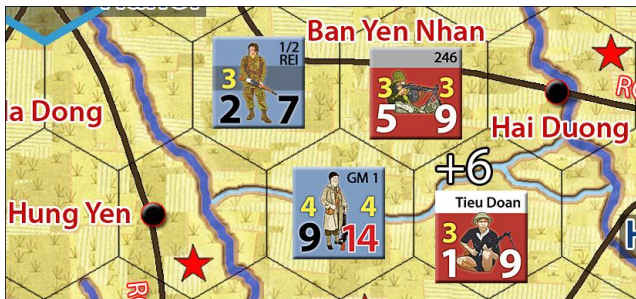 Ban Yen Nhan
1/2
REI
3
2 7
246
3 3
5 9
la Dong
Hai Duong
+6
GM 1
4 4
9 14
Tieu Doan
3
1 9
Hung Yen